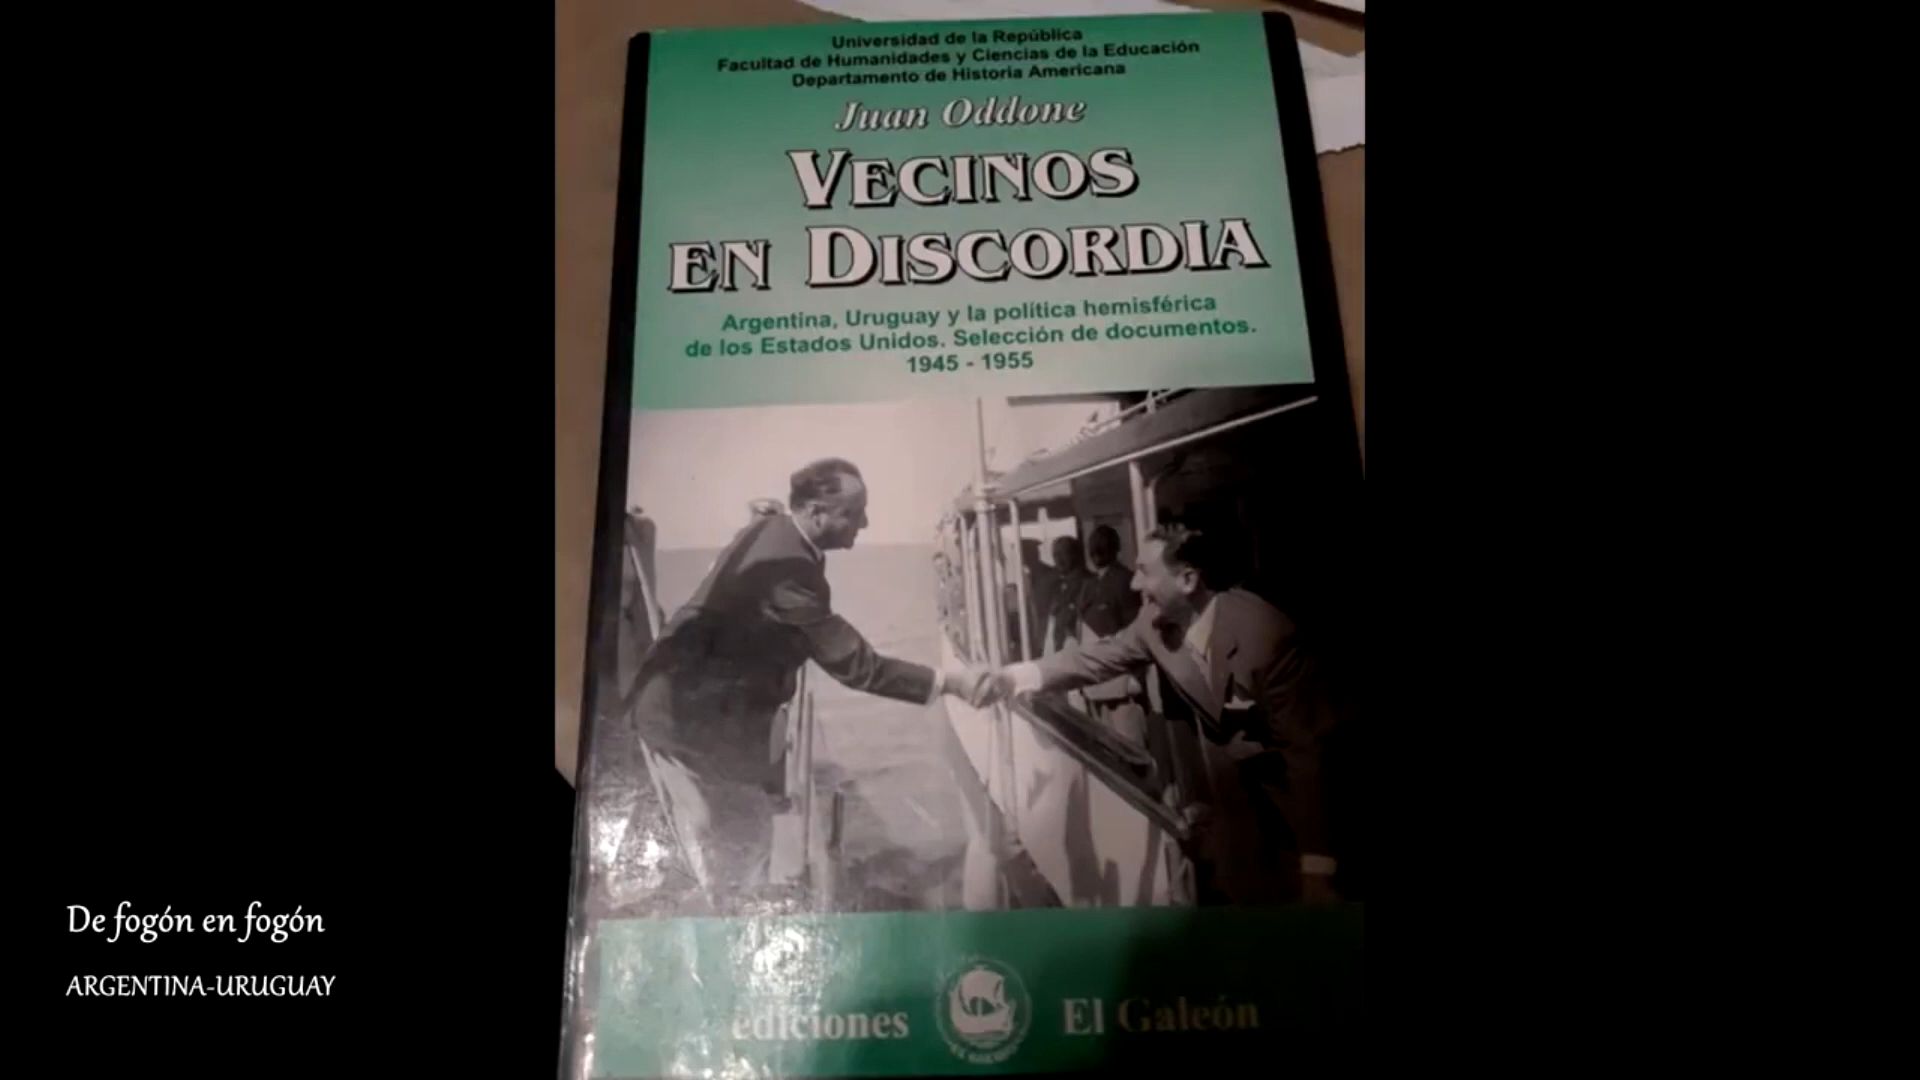 Universidad de la República
Facultad de Humanidades y Ciencias de la Educación
Departamento de Historia Americana
Juan Oddone
VECINOS
EN DISCORDIA
Argentina, Uruguay y la política hemisférica
de los Estados Unidos. Selección de documentos.
1945 - 1955
ediciones El Galeón
De fogón en fogón
ARGENTINA-URUGUAY